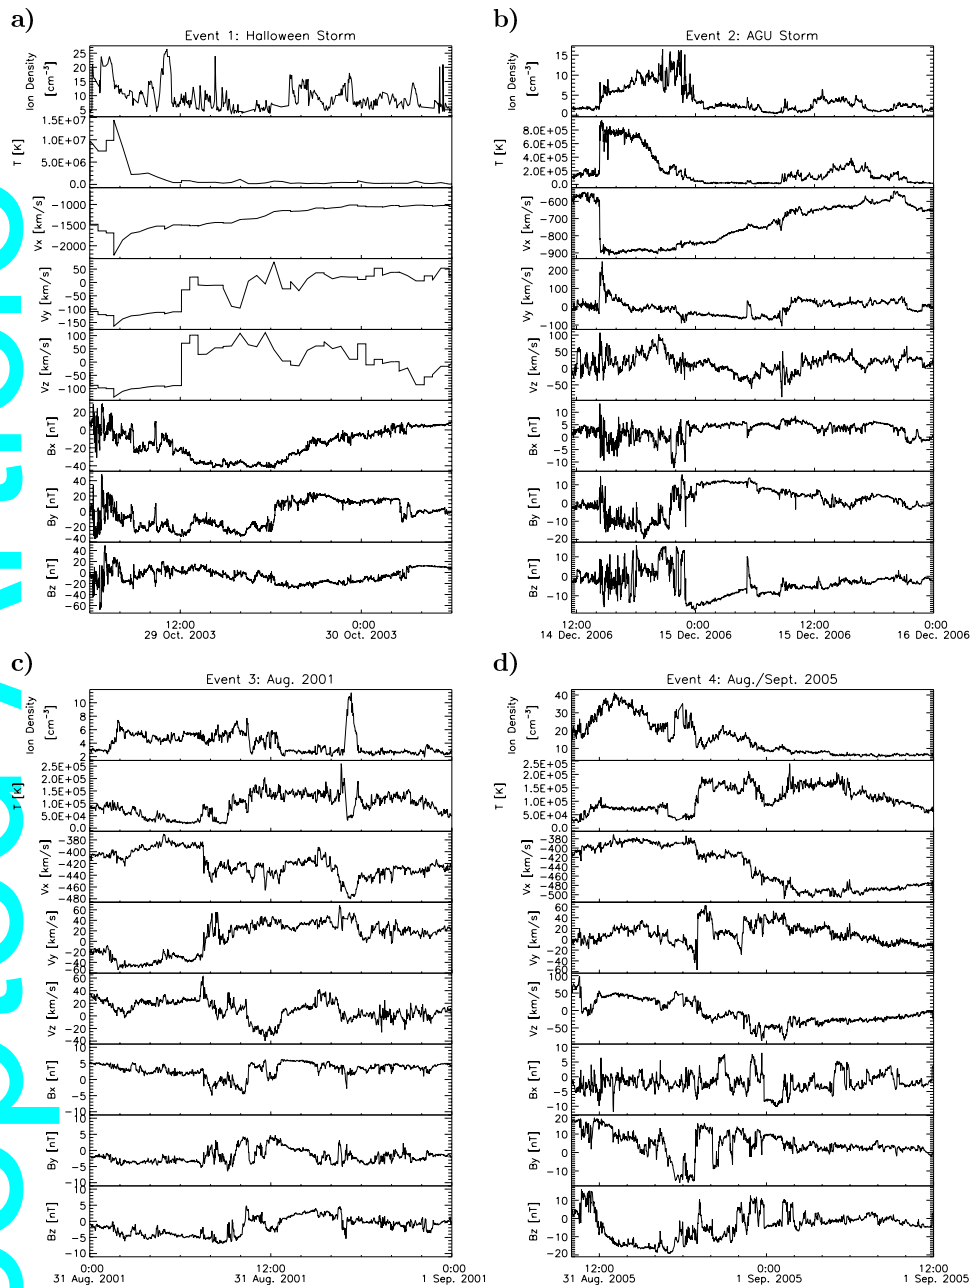 a)
Event 1: Halloween Storm
Ion Density
[cm⁻³]
25
20
15
10
5
T [K]
1.5E+07
1.0E+07
5.0E+06
0.0
Vx [km/s]
-1000
-1500
-2000
Vy [km/s]
50
0
-50
-100
-150
Vz [km/s]
100
50
0
-50
-100
Bx [nT]
20
0
-20
-40
By [nT]
40
20
0
-20
-40
Bz [nT]
40
20
0
-20
-40
-60
12:00
29 Oct. 2003
0:00
30 Oct. 2003
b)
Event 2: AGU Storm
Ion Density
[cm⁻³]
15
10
5
0
T [K]
8.0E+05
6.0E+05
4.0E+05
2.0E+05
0.0
Vx [km/s]
-600
-700
-800
-900
Vy [km/s]
200
100
0
-100
Vz [km/s]
100
50
0
-50
Bx [nT]
10
5
0
-5
-10
By [nT]
10
0
-10
-20
Bz [nT]
10
0
-10
12:00
14 Dec. 2006
0:00
15 Dec. 2006
12:00
15 Dec. 2006
0:00
16 Dec. 2006
c)
Event 3: Aug. 2001
Ion Density
[cm⁻³]
10
8
6
4
2
T [K]
2.5E+05
2.0E+05
1.5E+05
1.0E+05
5.0E+04
0.0
Vx [km/s]
-380
-400
-420
-440
-460
-480
Vy [km/s]
60
40
20
0
-20
-40
-60
Vz [km/s]
60
40
20
0
-20
-40
Bx [nT]
10
5
0
-5
-10
By [nT]
10
5
0
-5
-10
Bz [nT]
10
5
0
-5
-10
0:00
31 Aug. 2001
12:00
31 Aug. 2001
0:00
1 Sep. 2001
d)
Event 4: Aug./Sept. 2005
Ion Density
[cm⁻³]
40
30
20
10
T [K]
2.5E+05
2.0E+05
1.5E+05
1.0E+05
5.0E+04
0.0
Vx [km/s]
-360
-380
-400
-420
-440
-460
-480
-500
Vy [km/s]
60
40
20
0
-20
-40
-60
Vz [km/s]
100
50
0
-50
Bx [nT]
10
5
0
-5
-10
By [nT]
20
10
0
-10
Bz [nT]
10
0
-10
-20
12:00
31 Aug. 2005
0:00
1 Sep. 2005
12:00
1 Sep. 2005